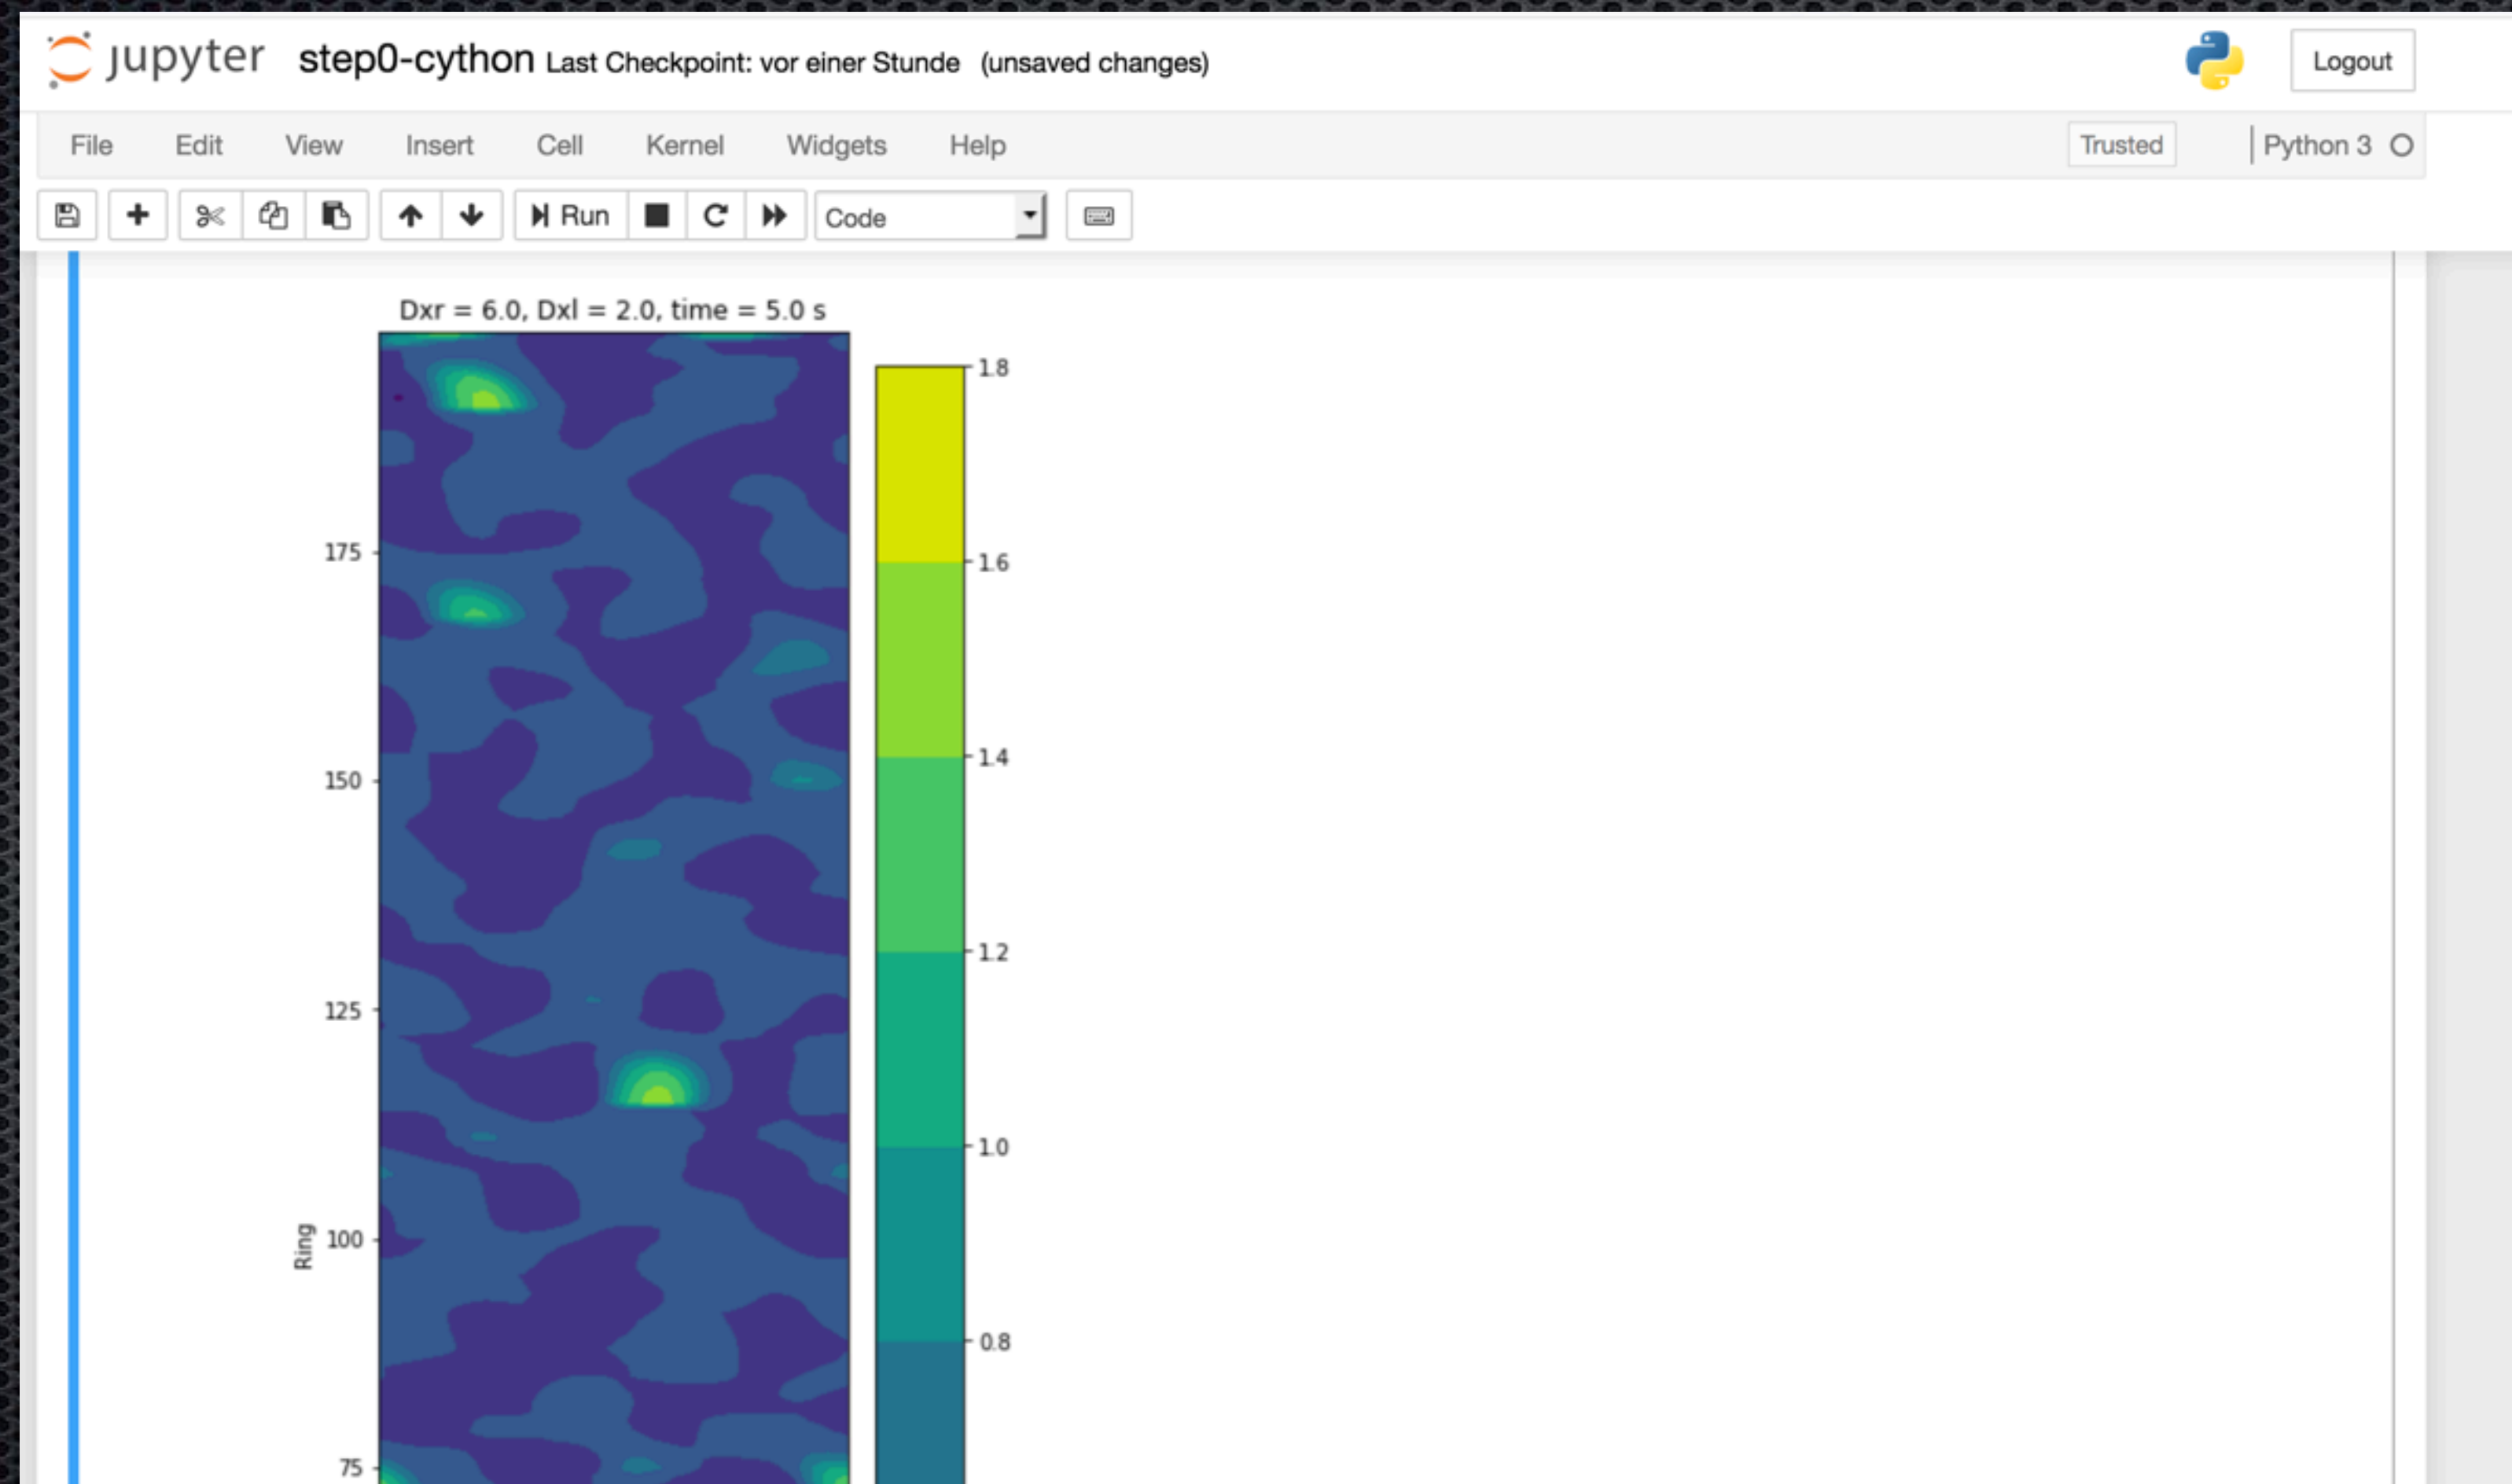 jupyter step0-cython Last Checkpoint: vor einer Stunde (unsaved changes) Logout
File Edit View Insert Cell Kernel Widgets Help Trusted Python 3
Run Code
Dxr = 6.0, Dxl = 2.0, time = 5.0 s
1.8
175
1.6
150
1.4
1.2
125
1.0
Ring
100
0.8
75